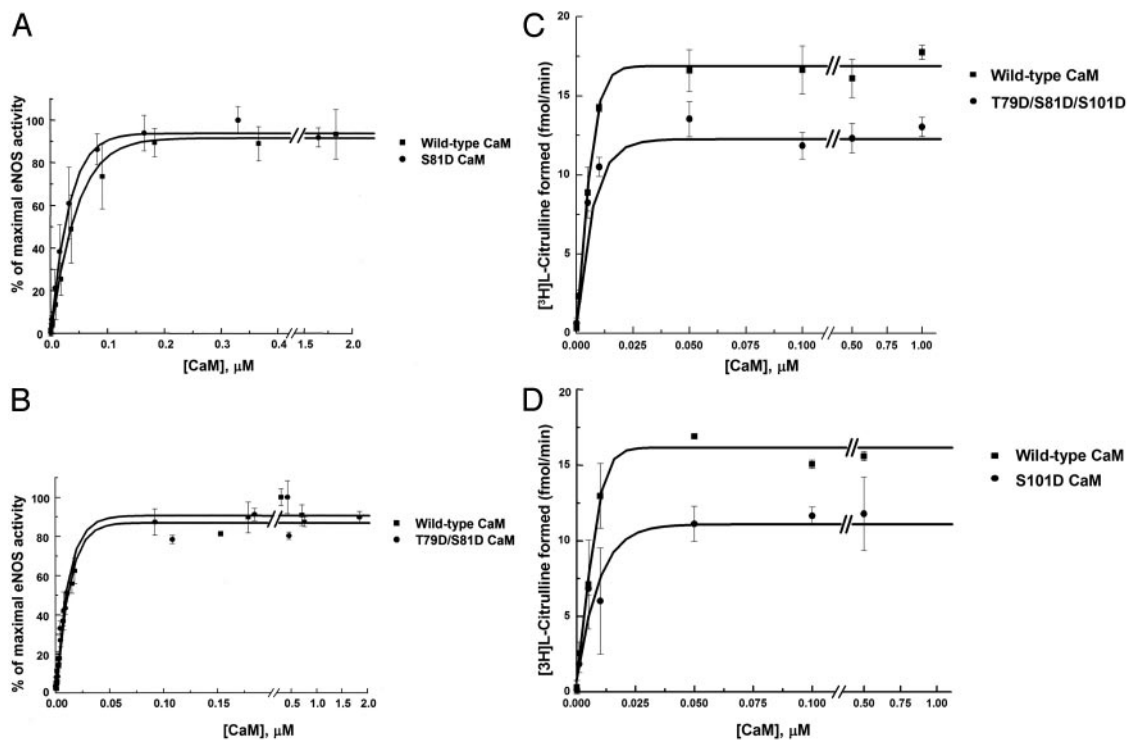 A
% of maximal eNOS activity
100
80
60
40
20
0
0.0 0.1 0.2 0.3 0.4 1.5 2.0
[CaM], μM
Wild-type CaM
S81D CaM
B
% of maximal eNOS activity
100
80
60
40
20
0
0.00 0.05 0.10 0.15 0.5 1.0 1.5 2.0
[CaM], μM
Wild-type CaM
T79D/S81D CaM
C
[³H]L-Citrulline formed (fmol/min)
20
15
10
5
0
0.000 0.025 0.050 0.075 0.100 0.50 0.75 1.00
[CaM], μM
Wild-type CaM
T79D/S81D/S101D
D
[3H]L-Citrulline formed (fmol/min)
20
15
10
5
0
0.000 0.025 0.050 0.075 0.100 0.50 0.75 1.00
[CaM], μM
Wild-type CaM
S101D CaM